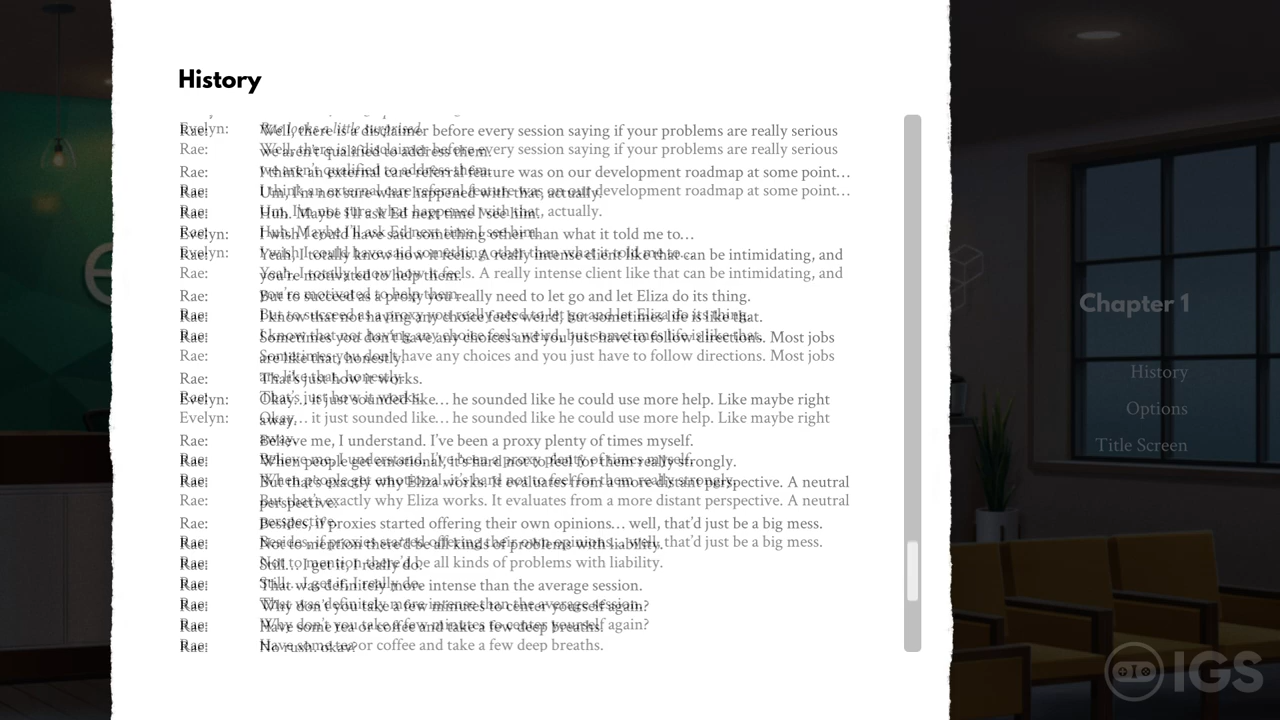 History
Rae: Well, there is a disclaimer before every session saying if your problems are really serious
we aren't qualified to address them.
Rae: I think an external care referral feature was on our development roadmap at some point…
Rae: Um, I'm not sure what happened with that, actually.
Rae: Huh. Maybe I'll ask Ed next time I see him.
Evelyn: I wish I could have said something other than what it told me to…
Rae: Yeah, I totally know how it feels. A really intense client like that can be intimidating, and
you're motivated to help them.
Rae: But to succeed as a proxy you really need to let go and let Eliza do its thing.
Rae: I know that not having any choice feels weird, but sometimes life is like that.
Rae: Sometimes you don't have any choices and you just have to follow directions. Most jobs
are like that, honestly.
Rae: That's just how it works.
Evelyn: Okay… it just sounded like… he sounded like he could use more help. Like maybe right
away.
Rae: Believe me, I understand. I've been a proxy plenty of times myself.
Rae: When people get emotional, it's hard not to feel for them really strongly.
Rae: But that's exactly why Eliza works. It evaluates from a more distant perspective. A neutral
perspective.
Rae: Besides, if proxies started offering their own opinions… well, that'd just be a big mess.
Rae: Not to mention there'd be all kinds of problems with liability.
Rae: Still… I get it, I really do.
Rae: That was definitely more intense than the average session.
Rae: Why don't you take a few minutes to center yourself again?
Rae: Have some tea or coffee and take a few deep breaths.
Rae: No rush, okay?
Chapter 1
History
Options
Title Screen
IGS